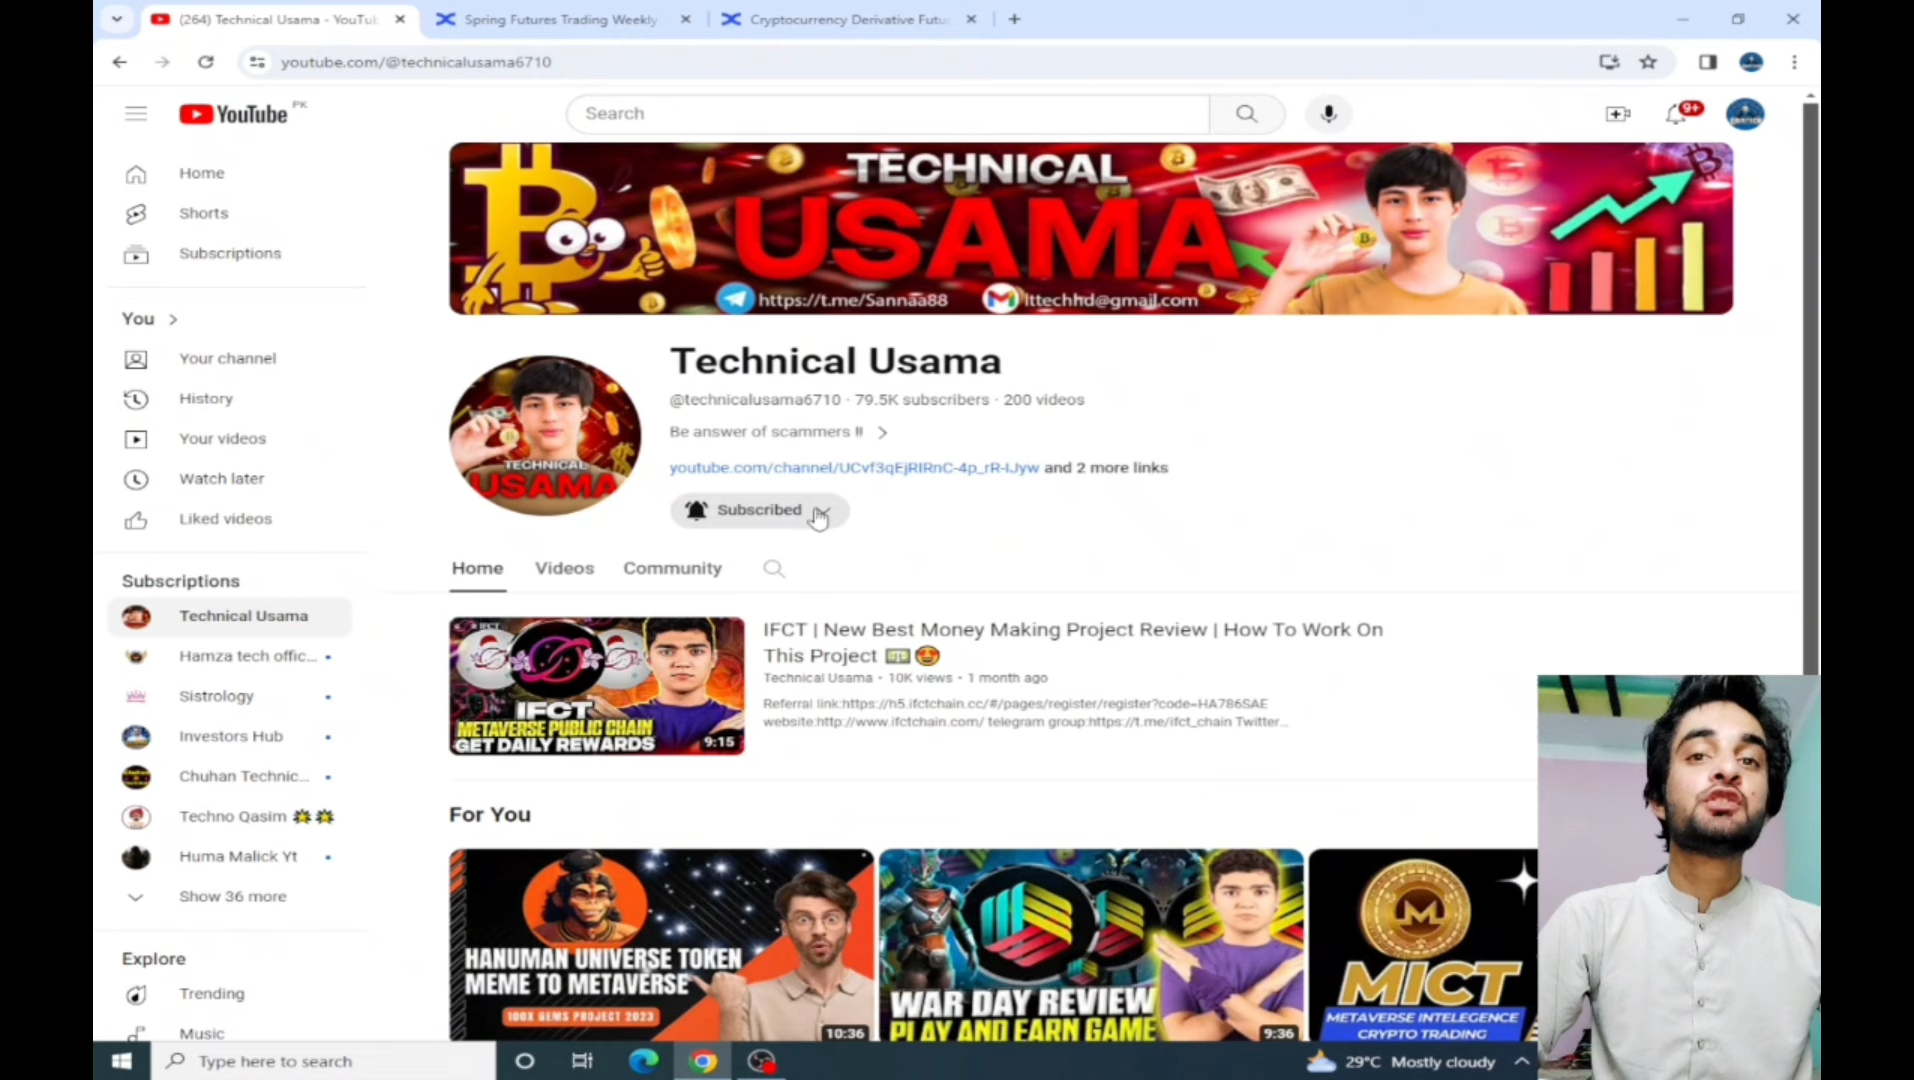 (264) Technical Usama - YouTu
Spring Futures Trading Weekly
Cryptocurrency Derivative Futu
youtube.com/@technicalusama6710
YouTube PK
Search
9+
Home
Shorts
Subscriptions
You
Your channel
History
Your videos
Watch later
Liked videos
Subscriptions
Technical Usama
Hamza tech offic...
Sistrology
Investors Hub
Chuhan Technic...
Techno Qasim
Huma Malick Yt
Show 36 more
Explore
Trending
Music
TECHNICAL
USAMA
https://t.me/Sannaa88
lttechhd@gmail.com
TECHNICAL
USAMA
Technical Usama
@technicalusama6710 · 79.5K subscribers · 200 videos
Be answer of scammers !!
youtube.com/channel/UCvf3qEjRIRnC-4p_rR-IJyw and 2 more links
Subscribed
Home
Videos
Community
IFCT
METAVERSE PUBLIC CHAIN
GET DAILY REWARDS
9:15
IFCT | New Best Money Making Project Review | How To Work On
This Project
Technical Usama • 10K views • 1 month ago
Referral link:https://h5.ifctchain.cc/#/pages/register/register?code=HA786SAE
website:http://www.ifctchain.com/ telegram group:https://t.me/ifct_chain Twitter...
For You
HANUMAN UNIVERSE TOKEN
MEME TO METAVERSE
100X GEMS PROJECT 2023
10:36
WAR DAY REVIEW
PLAY AND EARN GAME
9:36
MICT
METAVERSE INTELEGENCE
CRYPTO TRADING
Type here to search
29°C Mostly cloudy